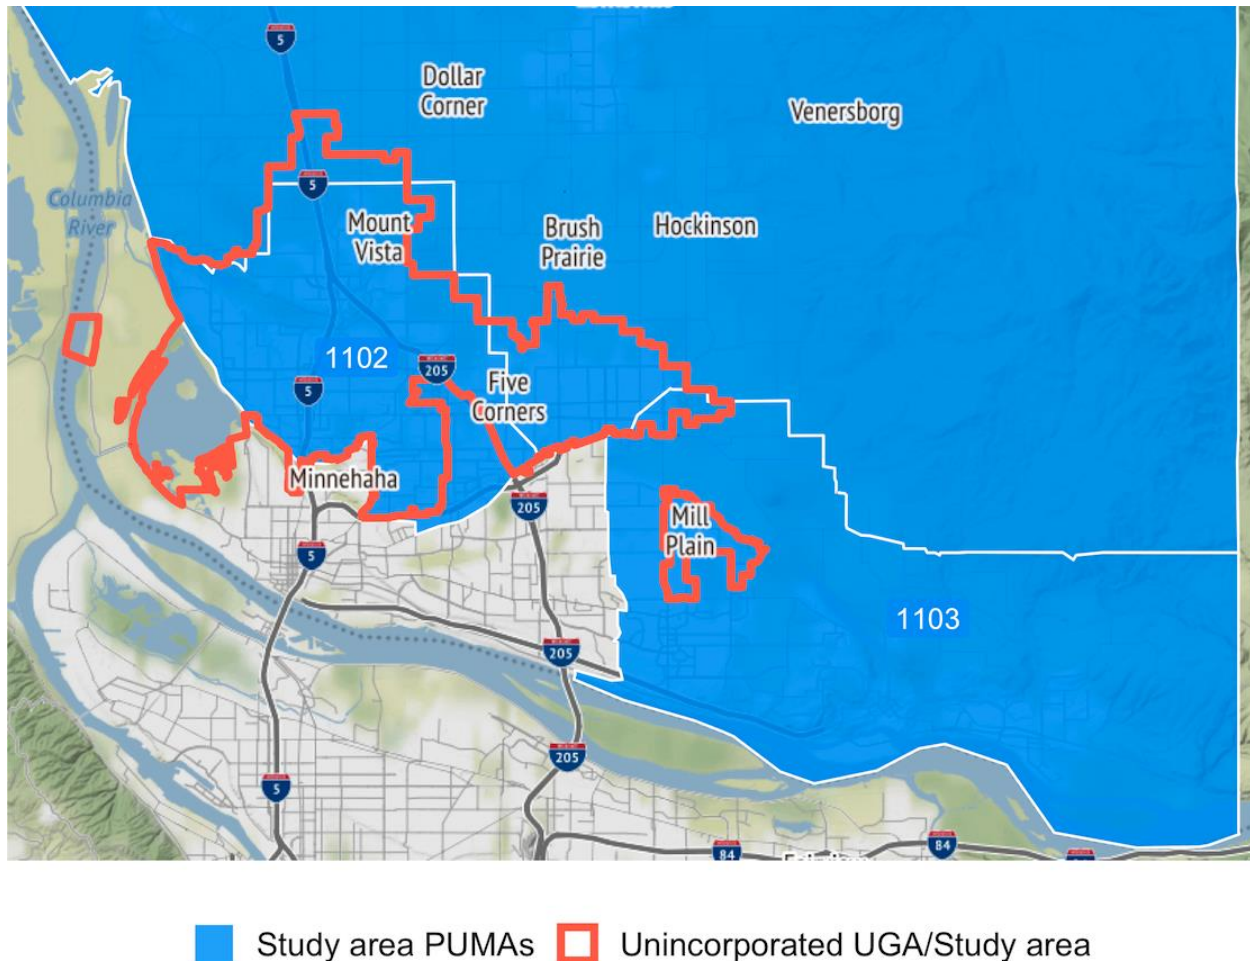 5
Dollar
Corner
Venersborg
5
Columbia
River
Mount
Vista
Brush
Prairie
Hockinson
1102
205
5
Five
Corners
Minnehaha
205
Mill
Plain
5
1103
205
205
5
84
84
Study area PUMAs
Unincorporated UGA/Study area